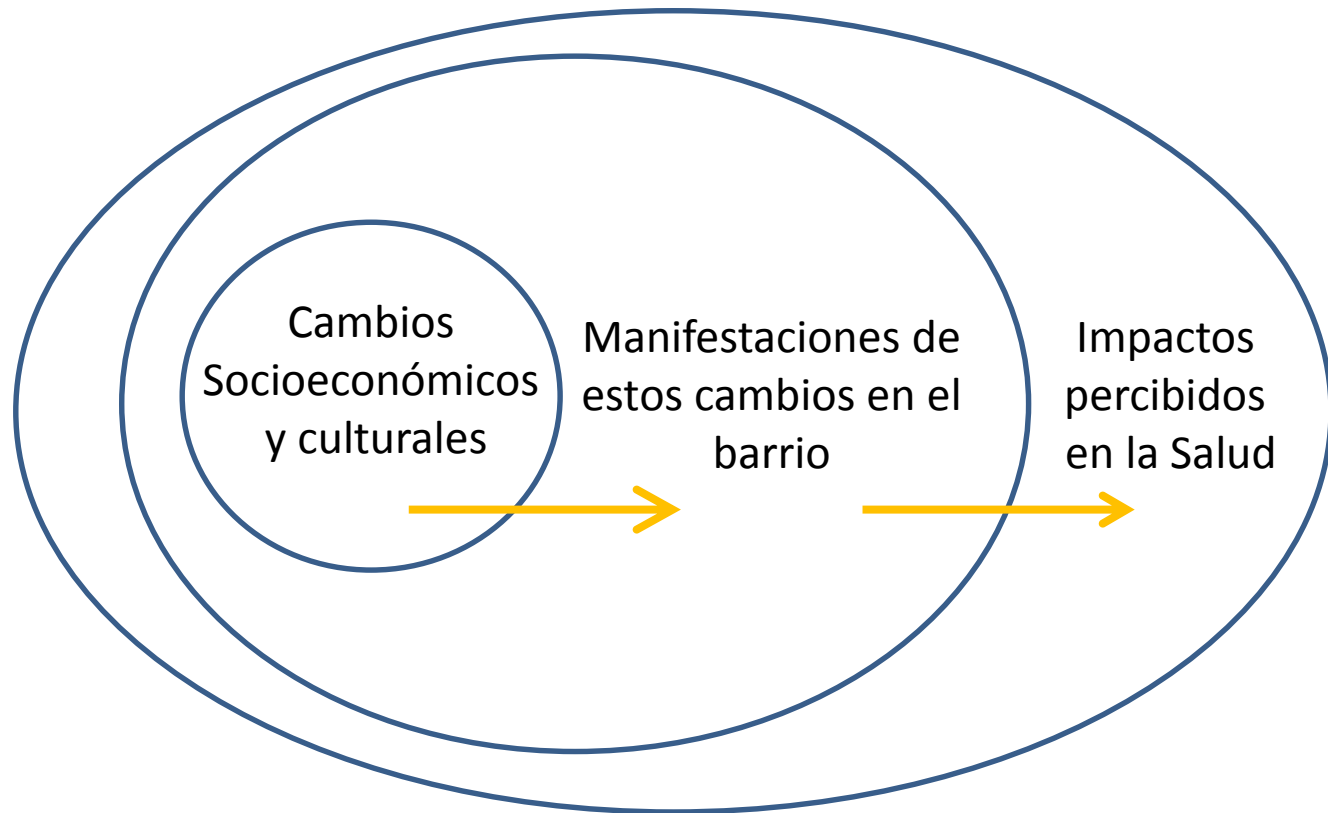 Cambios
Socioeconómicos
y culturales
Manifestaciones de
estos cambios en el
barrio
Impactos
percibidos
en la Salud